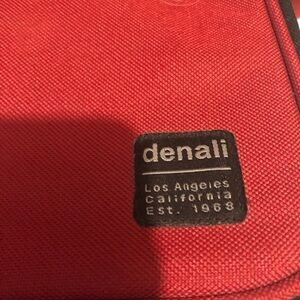 denali
Los Angeles
California
Est. 1968